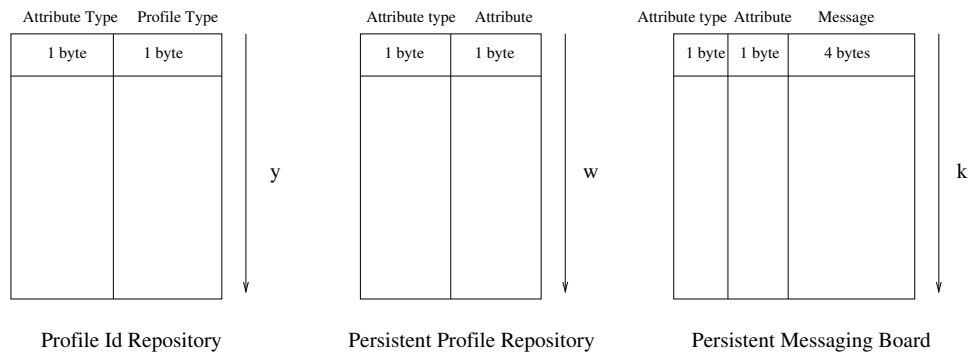 Attribute Type Profile Type
1 byte 1 byte
y
Profile Id Repository
Attribute type Attribute
1 byte 1 byte
w
Persistent Profile Repository
Attribute type Attribute Message
1 byte 1 byte 4 bytes
k
Persistent Messaging Board